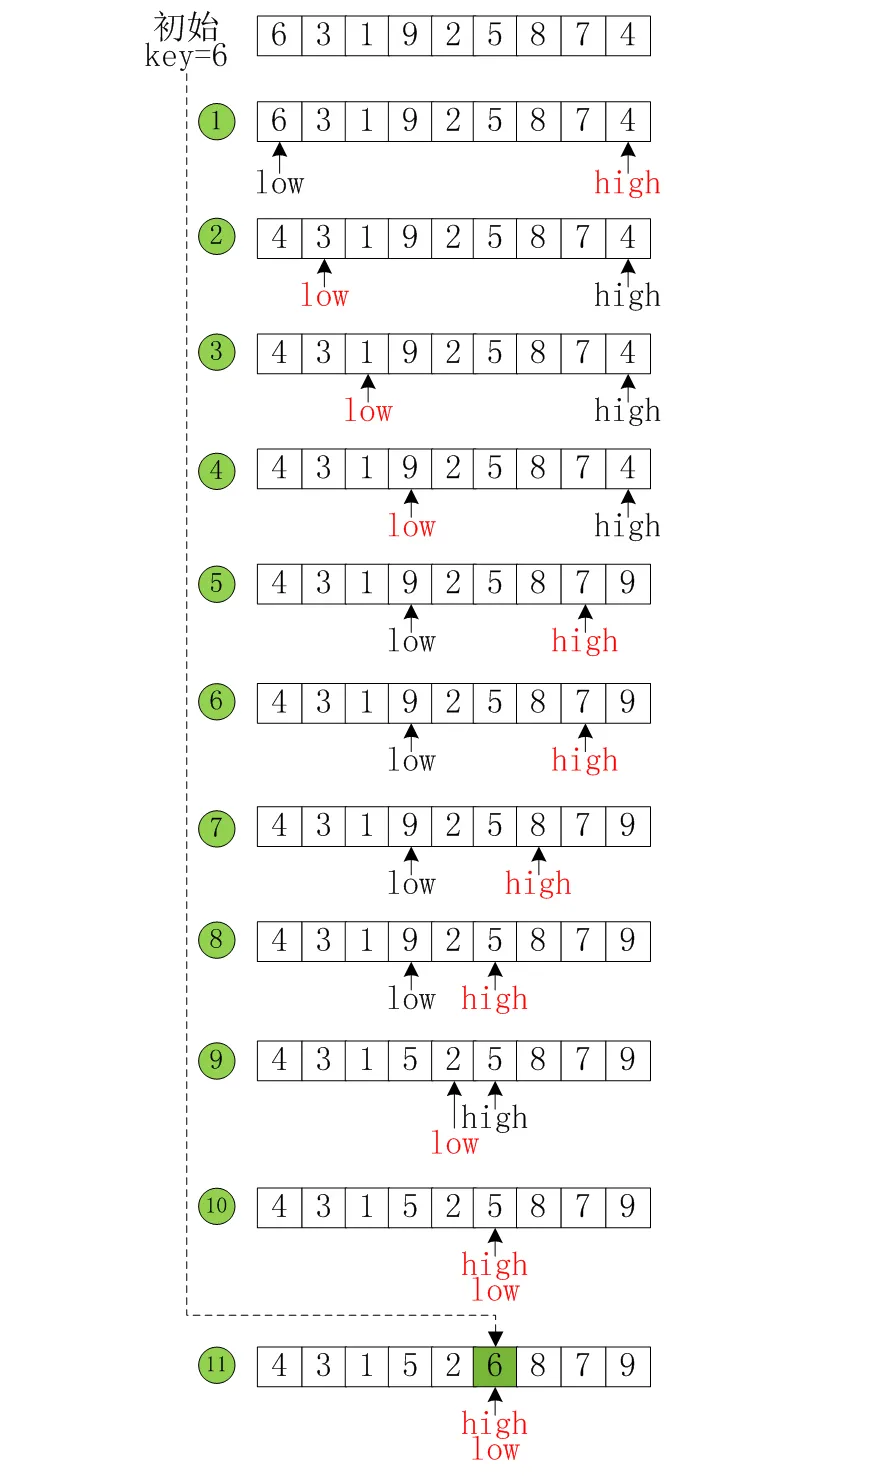 初始
key=6
6 3 1 9 2 5 8 7 4
1 6 3 1 9 2 5 8 7 4
low high
2 4 3 1 9 2 5 8 7 4
low high
3 4 3 1 9 2 5 8 7 4
low high
4 4 3 1 9 2 5 8 7 4
low high
5 4 3 1 9 2 5 8 7 9
low high
6 4 3 1 9 2 5 8 7 9
low high
7 4 3 1 9 2 5 8 7 9
low high
8 4 3 1 9 2 5 8 7 9
low high
9 4 3 1 5 2 5 8 7 9
high
low
10 4 3 1 5 2 5 8 7 9
high
low
11 4 3 1 5 2 6 8 7 9
high
low